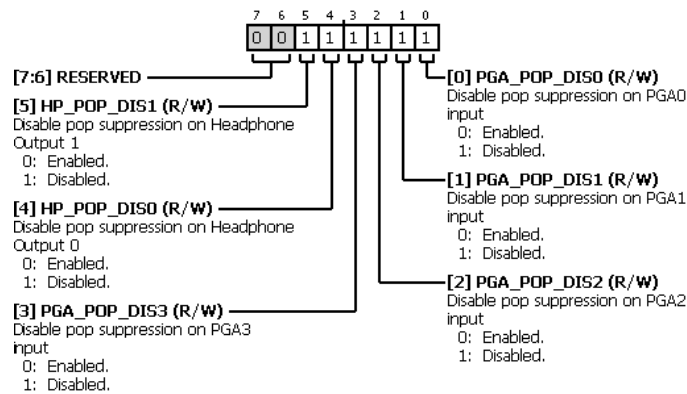 7 6 5 4 3 2 1 0
0 0 1 1 1 1 1 1
[7:6] RESERVED
[5] HP_POP_DIS1 (R/W)
Disable pop suppression on Headphone
Output 1
0: Enabled.
1: Disabled.
[4] HP_POP_DIS0 (R/W)
Disable pop suppression on Headphone
Output 0
0: Enabled.
1: Disabled.
[3] PGA_POP_DIS3 (R/W)
Disable pop suppression on PGA3
input
0: Enabled.
1: Disabled.
[0] PGA_POP_DIS0 (R/W)
Disable pop suppression on PGA0
input
0: Enabled.
1: Disabled.
[1] PGA_POP_DIS1 (R/W)
Disable pop suppression on PGA1
input
0: Enabled.
1: Disabled.
[2] PGA_POP_DIS2 (R/W)
Disable pop suppression on PGA2
input
0: Enabled.
1: Disabled.